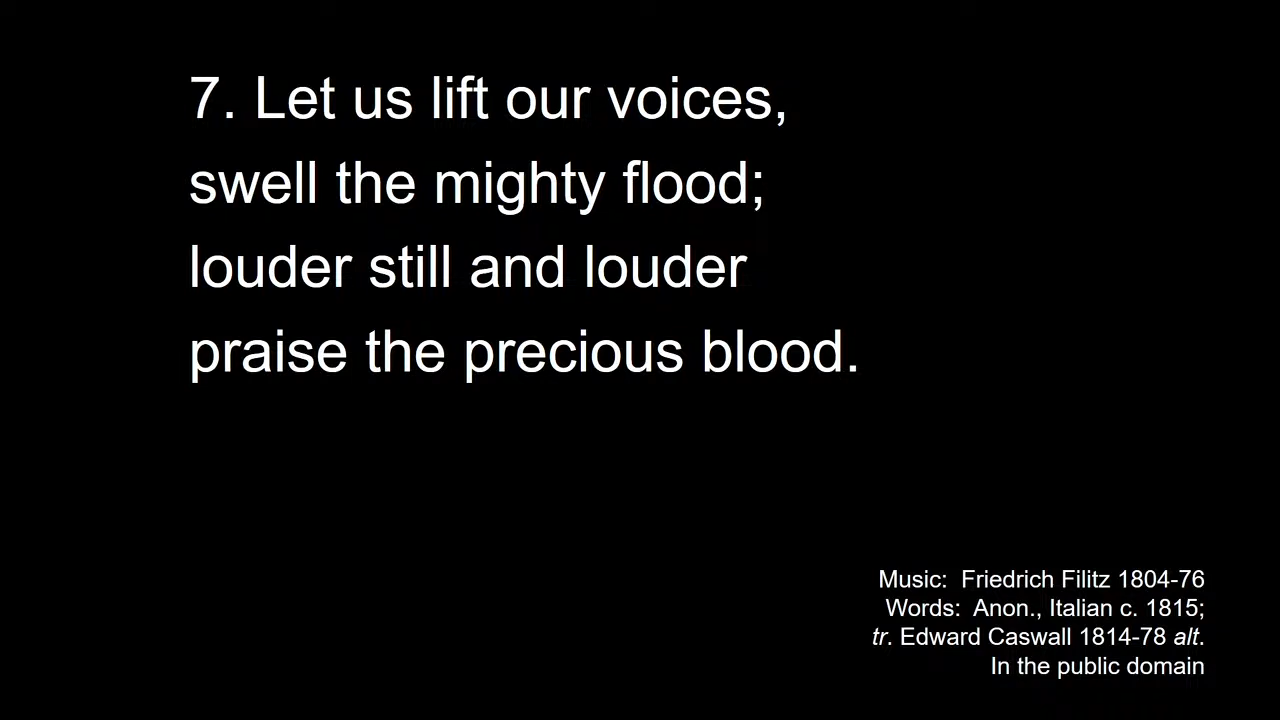 7. Let us lift our voices,
swell the mighty flood;
louder still and louder
praise the precious blood.
Music:  Friedrich Filitz 1804-76
Words:  Anon., Italian c. 1815;
tr. Edward Caswall 1814-78 alt.
In the public domain